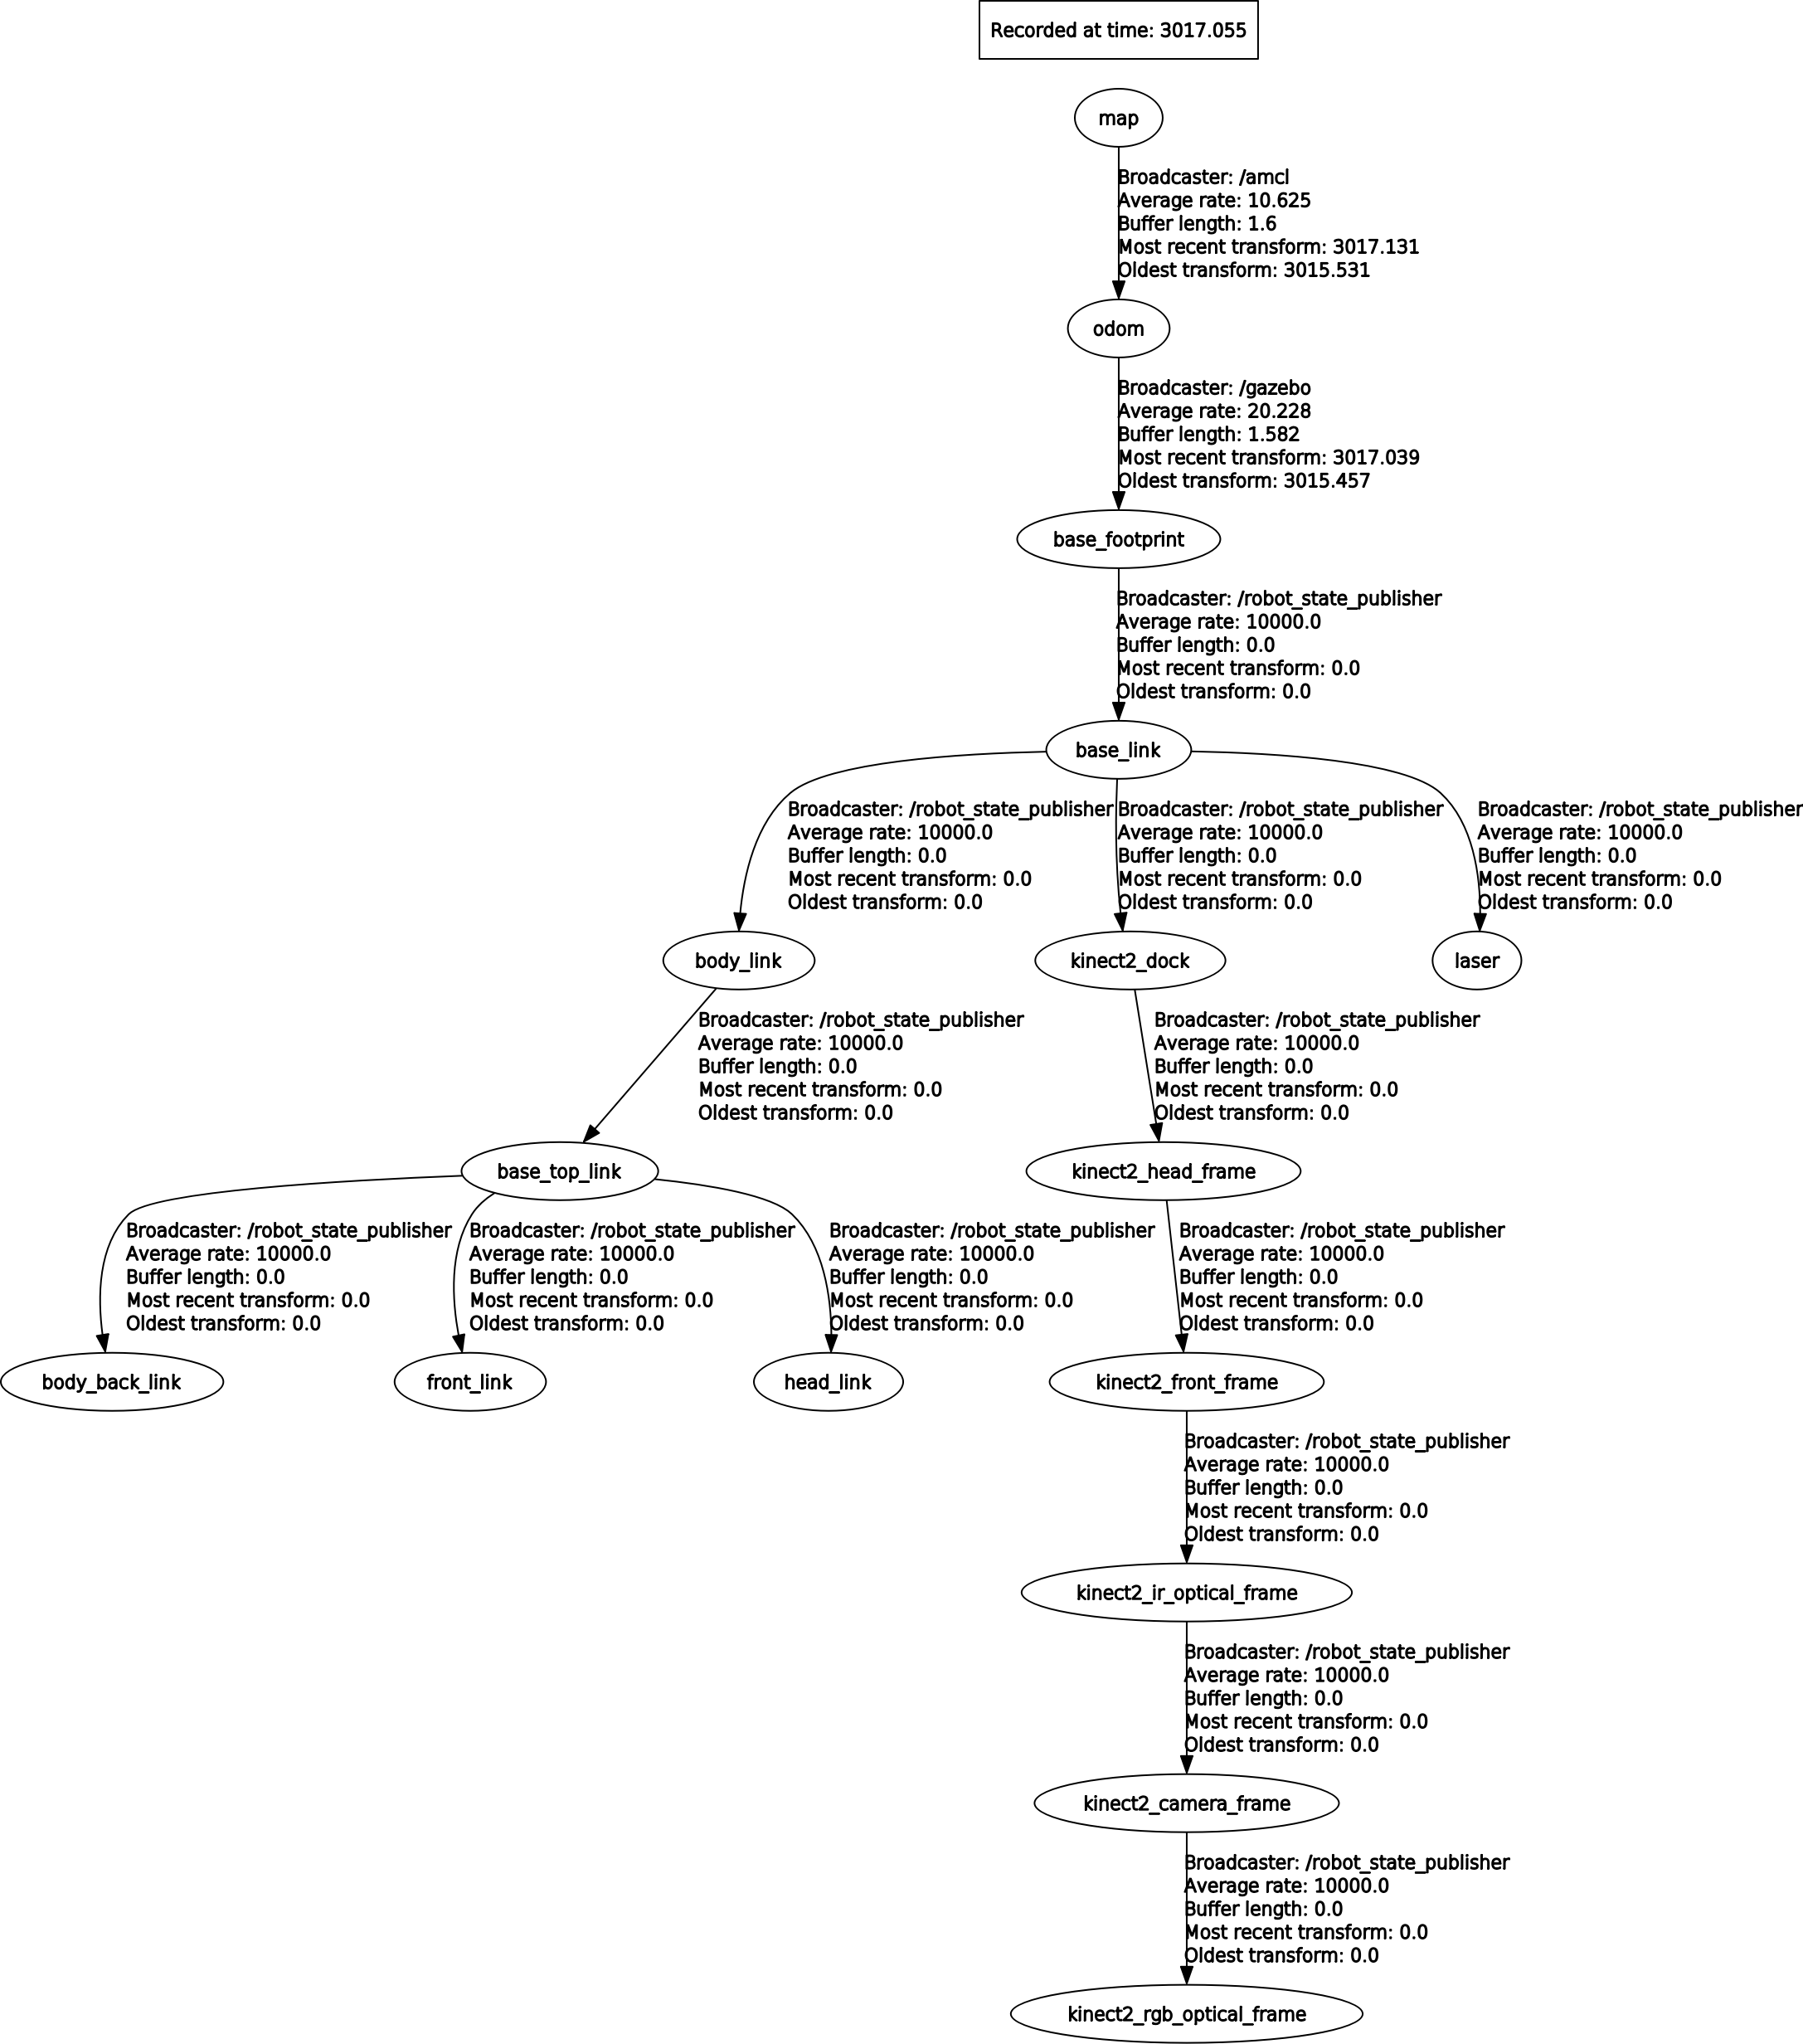 Recorded at time: 3017.055
map
Broadcaster: /amcl
Average rate: 10.625
Buffer length: 1.6
Most recent transform: 3017.131
Oldest transform: 3015.531
odom
Broadcaster: /gazebo
Average rate: 20.228
Buffer length: 1.582
Most recent transform: 3017.039
Oldest transform: 3015.457
base_footprint
Broadcaster: /robot_state_publisher
Average rate: 10000.0
Buffer length: 0.0
Most recent transform: 0.0
Oldest transform: 0.0
base_link
Broadcaster: /robot_state_publisher
Average rate: 10000.0
Buffer length: 0.0
Most recent transform: 0.0
Oldest transform: 0.0
Broadcaster: /robot_state_publisher
Average rate: 10000.0
Buffer length: 0.0
Most recent transform: 0.0
Oldest transform: 0.0
Broadcaster: /robot_state_publisher
Average rate: 10000.0
Buffer length: 0.0
Most recent transform: 0.0
Oldest transform: 0.0
body_link
kinect2_dock
laser
Broadcaster: /robot_state_publisher
Average rate: 10000.0
Buffer length: 0.0
Most recent transform: 0.0
Oldest transform: 0.0
Broadcaster: /robot_state_publisher
Average rate: 10000.0
Buffer length: 0.0
Most recent transform: 0.0
Oldest transform: 0.0
base_top_link
kinect2_head_frame
Broadcaster: /robot_state_publisher
Average rate: 10000.0
Buffer length: 0.0
Most recent transform: 0.0
Oldest transform: 0.0
Broadcaster: /robot_state_publisher
Average rate: 10000.0
Buffer length: 0.0
Most recent transform: 0.0
Oldest transform: 0.0
Broadcaster: /robot_state_publisher
Average rate: 10000.0
Buffer length: 0.0
Most recent transform: 0.0
Oldest transform: 0.0
Broadcaster: /robot_state_publisher
Average rate: 10000.0
Buffer length: 0.0
Most recent transform: 0.0
Oldest transform: 0.0
body_back_link
front_link
head_link
kinect2_front_frame
Broadcaster: /robot_state_publisher
Average rate: 10000.0
Buffer length: 0.0
Most recent transform: 0.0
Oldest transform: 0.0
kinect2_ir_optical_frame
Broadcaster: /robot_state_publisher
Average rate: 10000.0
Buffer length: 0.0
Most recent transform: 0.0
Oldest transform: 0.0
kinect2_camera_frame
Broadcaster: /robot_state_publisher
Average rate: 10000.0
Buffer length: 0.0
Most recent transform: 0.0
Oldest transform: 0.0
kinect2_rgb_optical_frame